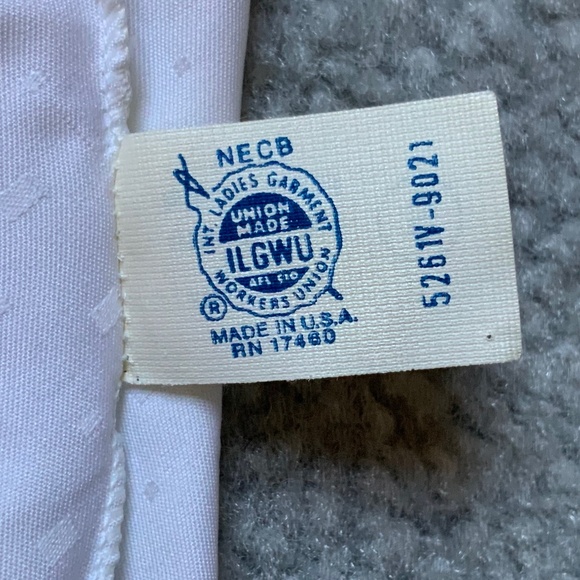 NECB
INT. LADIES GARMENT
UNION
MADE
ILGWU
AFL CIO
WORKERS UNION
®
MADE IN U.S.A.
RN 17460
5261V-9021